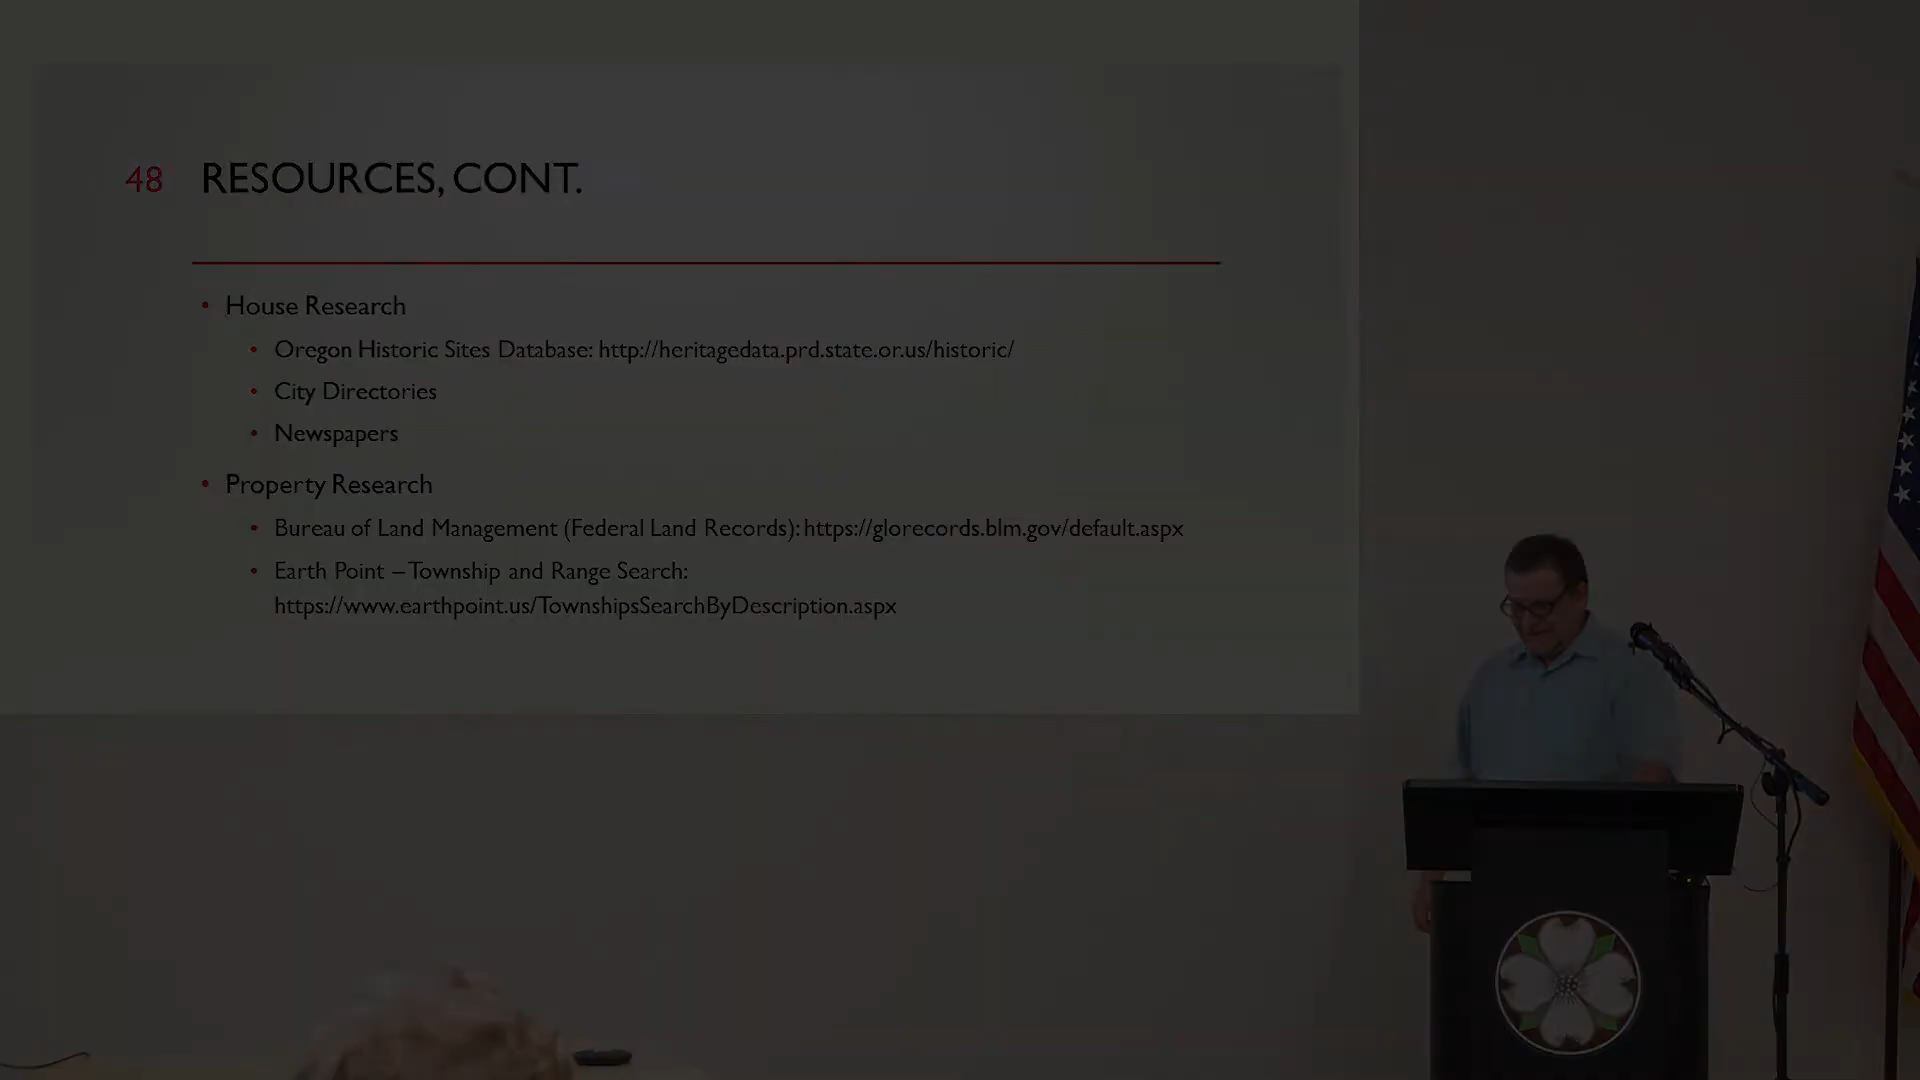 48 RESOURCES, CONT.
• House Research
• Oregon Historic Sites Database: http://heritagedata.prd.state.or.us/historic/
• City Directories
• Newspapers
• Property Research
• Bureau of Land Management (Federal Land Records): https://glorecords.blm.gov/default.aspx
• Earth Point – Township and Range Search:
https://www.earthpoint.us/TownshipsSearchByDescription.aspx